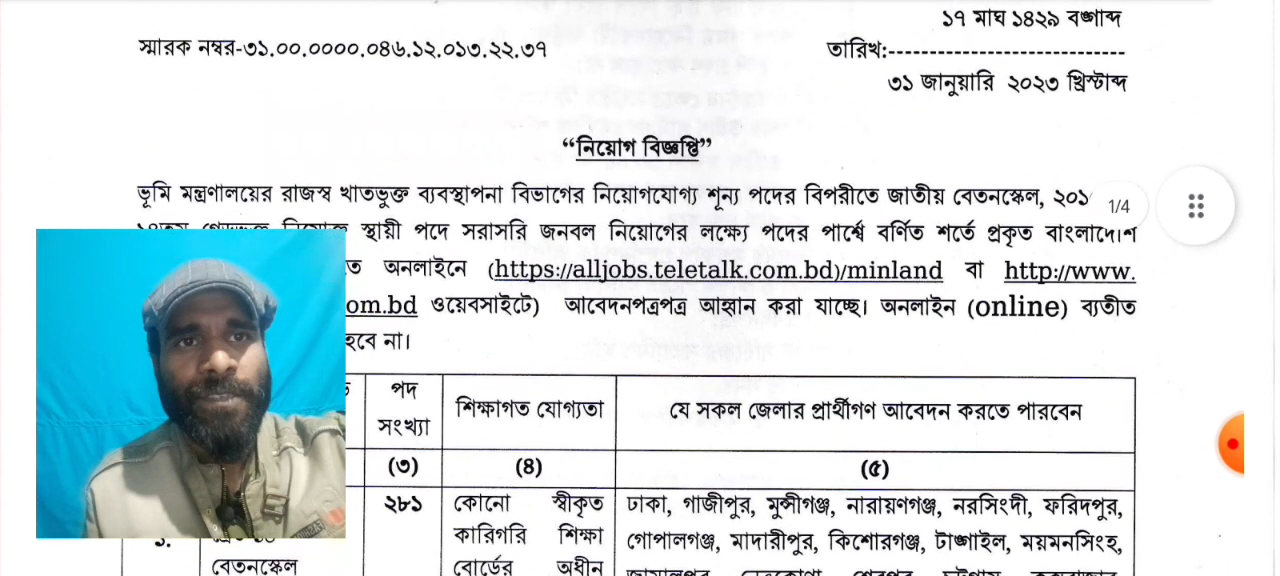 ১৭ মাঘ ১৪২৯ বঙ্গাব্দ
স্মারক নম্বর-৩১.০০.০০০০.০৪৬.১২.০১৩.২২.৩৭
তারিখ:-----------------------------
৩১ জানুয়ারি ২০২৩ খ্রিস্টাব্দ
“নিয়োগ বিজ্ঞপ্তি”
ভূমি মন্ত্রণালয়ের রাজস্ব খাতভুক্ত ব্যবস্থাপনা বিভাগের নিয়োগযোগ্য শূন্য পদের বিপরীতে জাতীয় বেতনস্কেল, ২০১
1/4
স্থায়ী পদে সরাসরি জনবল নিয়োগের লক্ষ্যে পদের পার্শ্বে বর্ণিত শর্তে প্রকৃত বাংলাদেশ
অনলাইনে (https://alljobs.teletalk.com.bd)/minland বা http://www.
om.bd ওয়েবসাইটে) আবেদনপত্রপত্র আহ্বান করা যাচ্ছে। অনলাইন (online) ব্যতীত
হবে না।
পদ সংখ্যা
শিক্ষাগত যোগ্যতা
যে সকল জেলার প্রার্থীগণ আবেদন করতে পারবেন
(৩)
(৪)
(৫)
১.
বেতনস্কেল
২৮১
কোনো স্বীকৃত
কারিগরি শিক্ষা
বোর্ডের অধীন
ঢাকা, গাজীপুর, মুন্সীগঞ্জ, নারায়ণগঞ্জ, নরসিংদী, ফরিদপুর,
গোপালগঞ্জ, মাদারীপুর, কিশোরগঞ্জ, টাঙ্গাইল, ময়মনসিংহ,